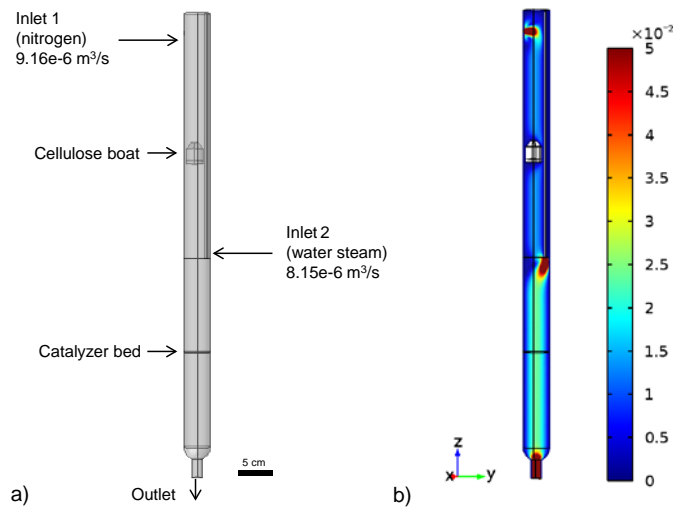 Inlet 1
(nitrogen)
9.16e-6 m³/s
Cellulose boat
Inlet 2
(water steam)
8.15e-6 m³/s
Catalyzer bed
5 cm
Outlet
a)
×10⁻²
5
4.5
4
3.5
3
2.5
2
1.5
1
0.5
0
z
x
y
b)